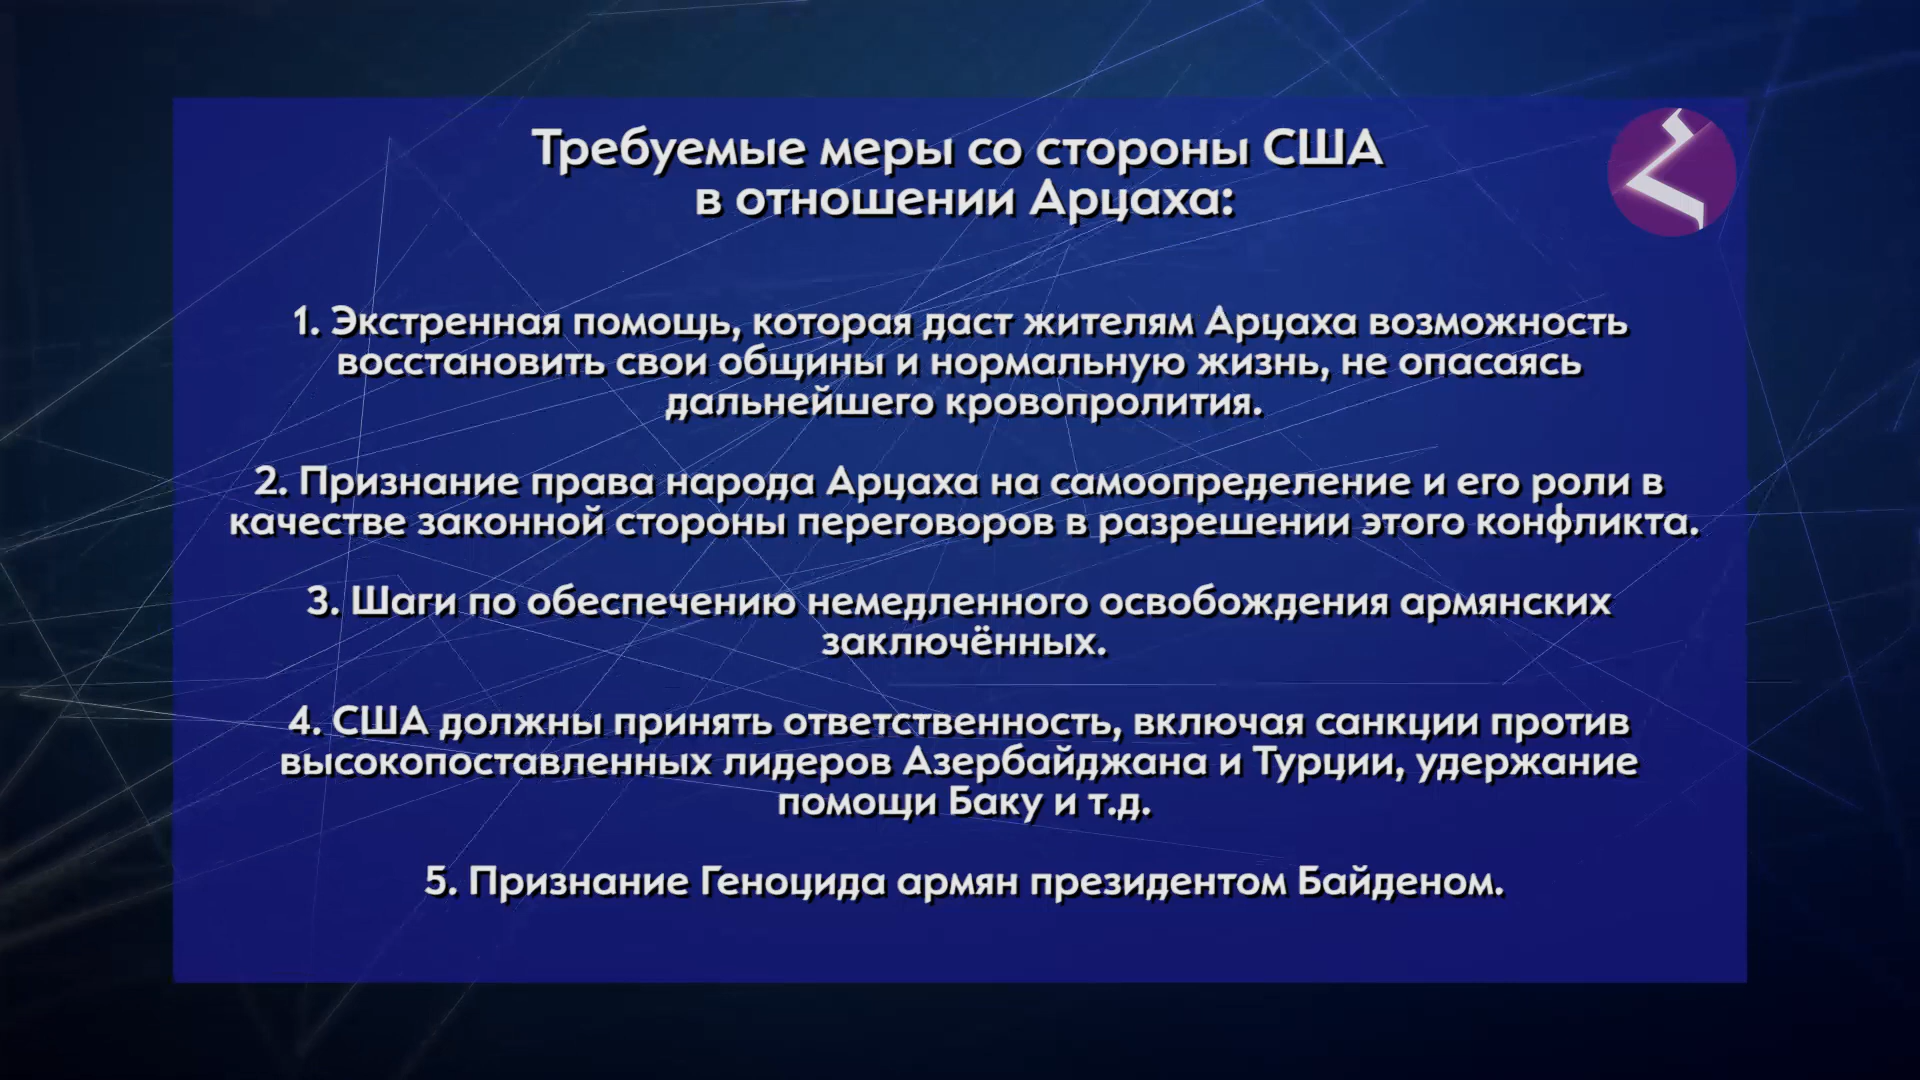 Требуемые меры со стороны США
в отношении Арцаха:
1. Экстренная помощь, которая даст жителям Арцаха возможность
восстановить свои общины и нормальную жизнь, не опасаясь
дальнейшего кровопролития.
2. Признание права народа Арцаха на самоопределение и его роли в
качестве законной стороны переговоров в разрешении этого конфликта.
3. Шаги по обеспечению немедленного освобождения армянских
заключённых.
4. США должны принять ответственность, включая санкции против
высокопоставленных лидеров Азербайджана и Турции, удержание
помощи Баку и т.д.
5. Признание Геноцида армян президентом Байденом.